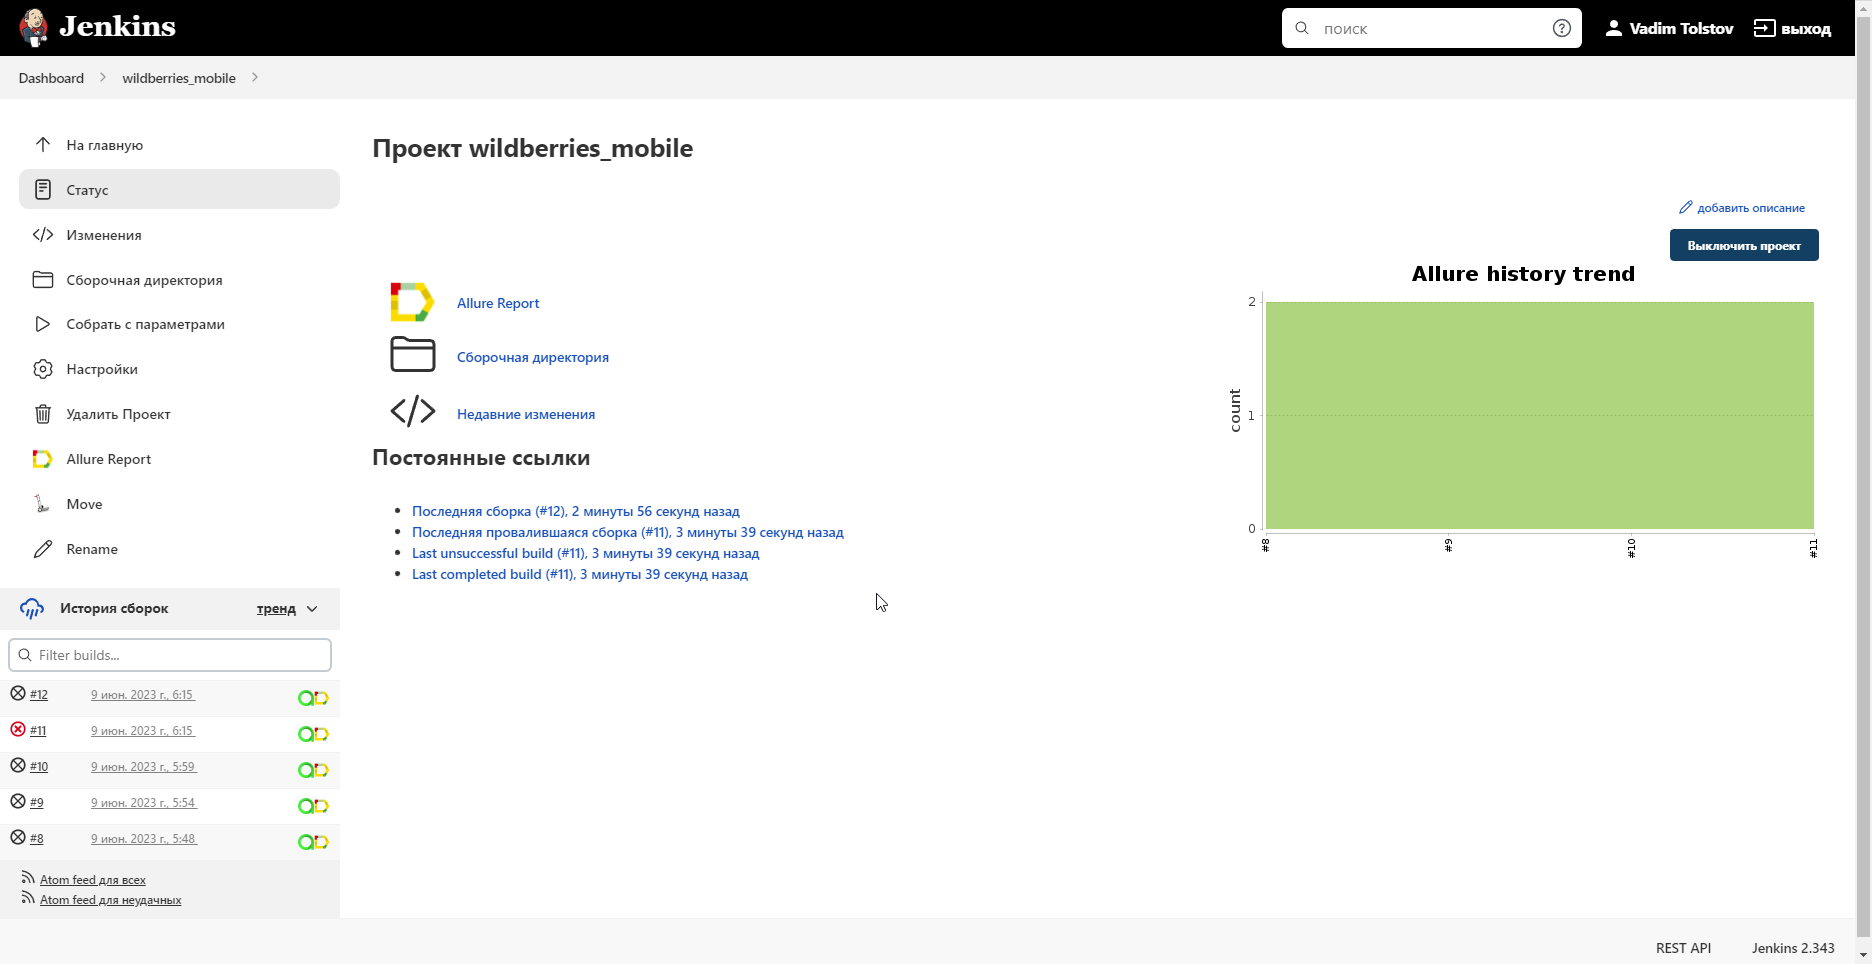 Jenkins
поиск
Vadim Tolstov
выход
Dashboard
wildberries_mobile
На главную
Статус
Изменения
Сборочная директория
Собрать с параметрами
Настройки
Удалить Проект
Allure Report
Move
Rename
История сборок
тренд
Filter builds...
#12 9 июн. 2023 г., 6:15
#11 9 июн. 2023 г., 6:15
#10 9 июн. 2023 г., 5:59
#9 9 июн. 2023 г., 5:54
#8 9 июн. 2023 г., 5:48
Atom feed для всех
Atom feed для неудачных
Проект wildberries_mobile
добавить описание
Выключить проект
Allure Report
Сборочная директория
Недавние изменения
Постоянные ссылки
Последняя сборка (#12), 2 минуты 56 секунд назад
Последняя провалившаяся сборка (#11), 3 минуты 39 секунд назад
Last unsuccessful build (#11), 3 минуты 39 секунд назад
Last completed build (#11), 3 минуты 39 секунд назад
Allure history trend
count
2
1
0
#8
#9
#10
#11
REST API
Jenkins 2.343